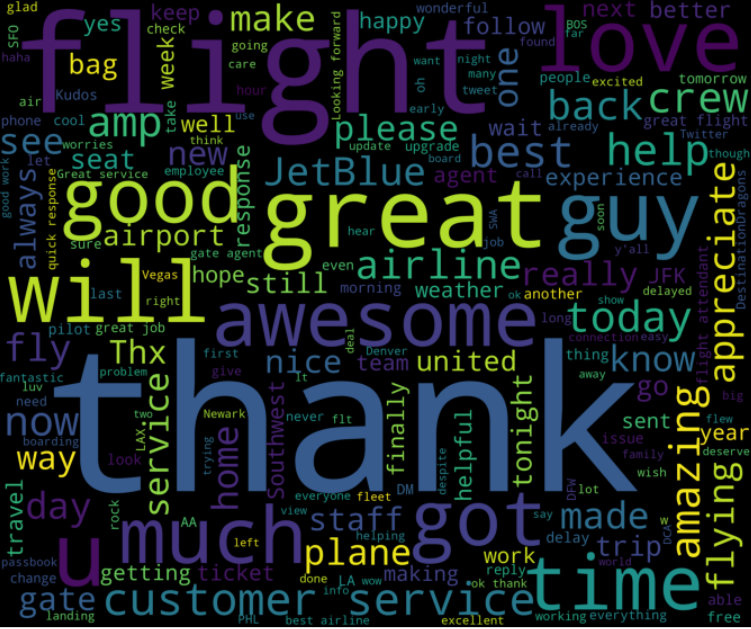 glad
SFO
haha
yes
keep
make
check
going
care
week
bag
Kudos
air
phone
cool
amp
flight
Looking forward
happy
wonderful
follow
want
oh
night
many
tweet
early
one
love
BOS
far
found
next
better
people
excited
tomorrow
back
crew
air
take
well
think
please
update
upgrade
board
wait
already
great flight
Twitter
see
worries
let
seat
new
use
hour
best
help
though
good work
always
Great service
employee
response
JetBlue
agent
call
experience
quick response
good
great
guy
appreciate
DestinationDragons
sure
airport
gate agent
hear
SWA
job
soon
y'all
will
Vegas
hope
still
even
airline
really
JFK
last
right
morning
weather
ok
another
show
delayed
flight attendant
pilot
great job
awesome
long
connection
easy
today
fly
Thx
first
nice
deal
Denver
team
united
thing
know
fantastic
luv
need
problem
give
lt
away
go
big
now
boarding
thank
two
LAX
service
Newark
trying
home
Southwest
never
flt
finally
despite
helpful
tonight
sent
issue
family
wish
amazing
year
flew
deserve
way
look
everyone
fleet
DM
DFW
lot
travel
day
rock
AA
much
view
helping
staff
got
say
made
w
DCA
flying
passbook
change
u
getting
left
ticket
done
LA
wow
info
plane
making
work
reply
ok thank
delay
trip
world
time
able
free
gate
landing
customer service
PHL
best airline
excellent
working
everything